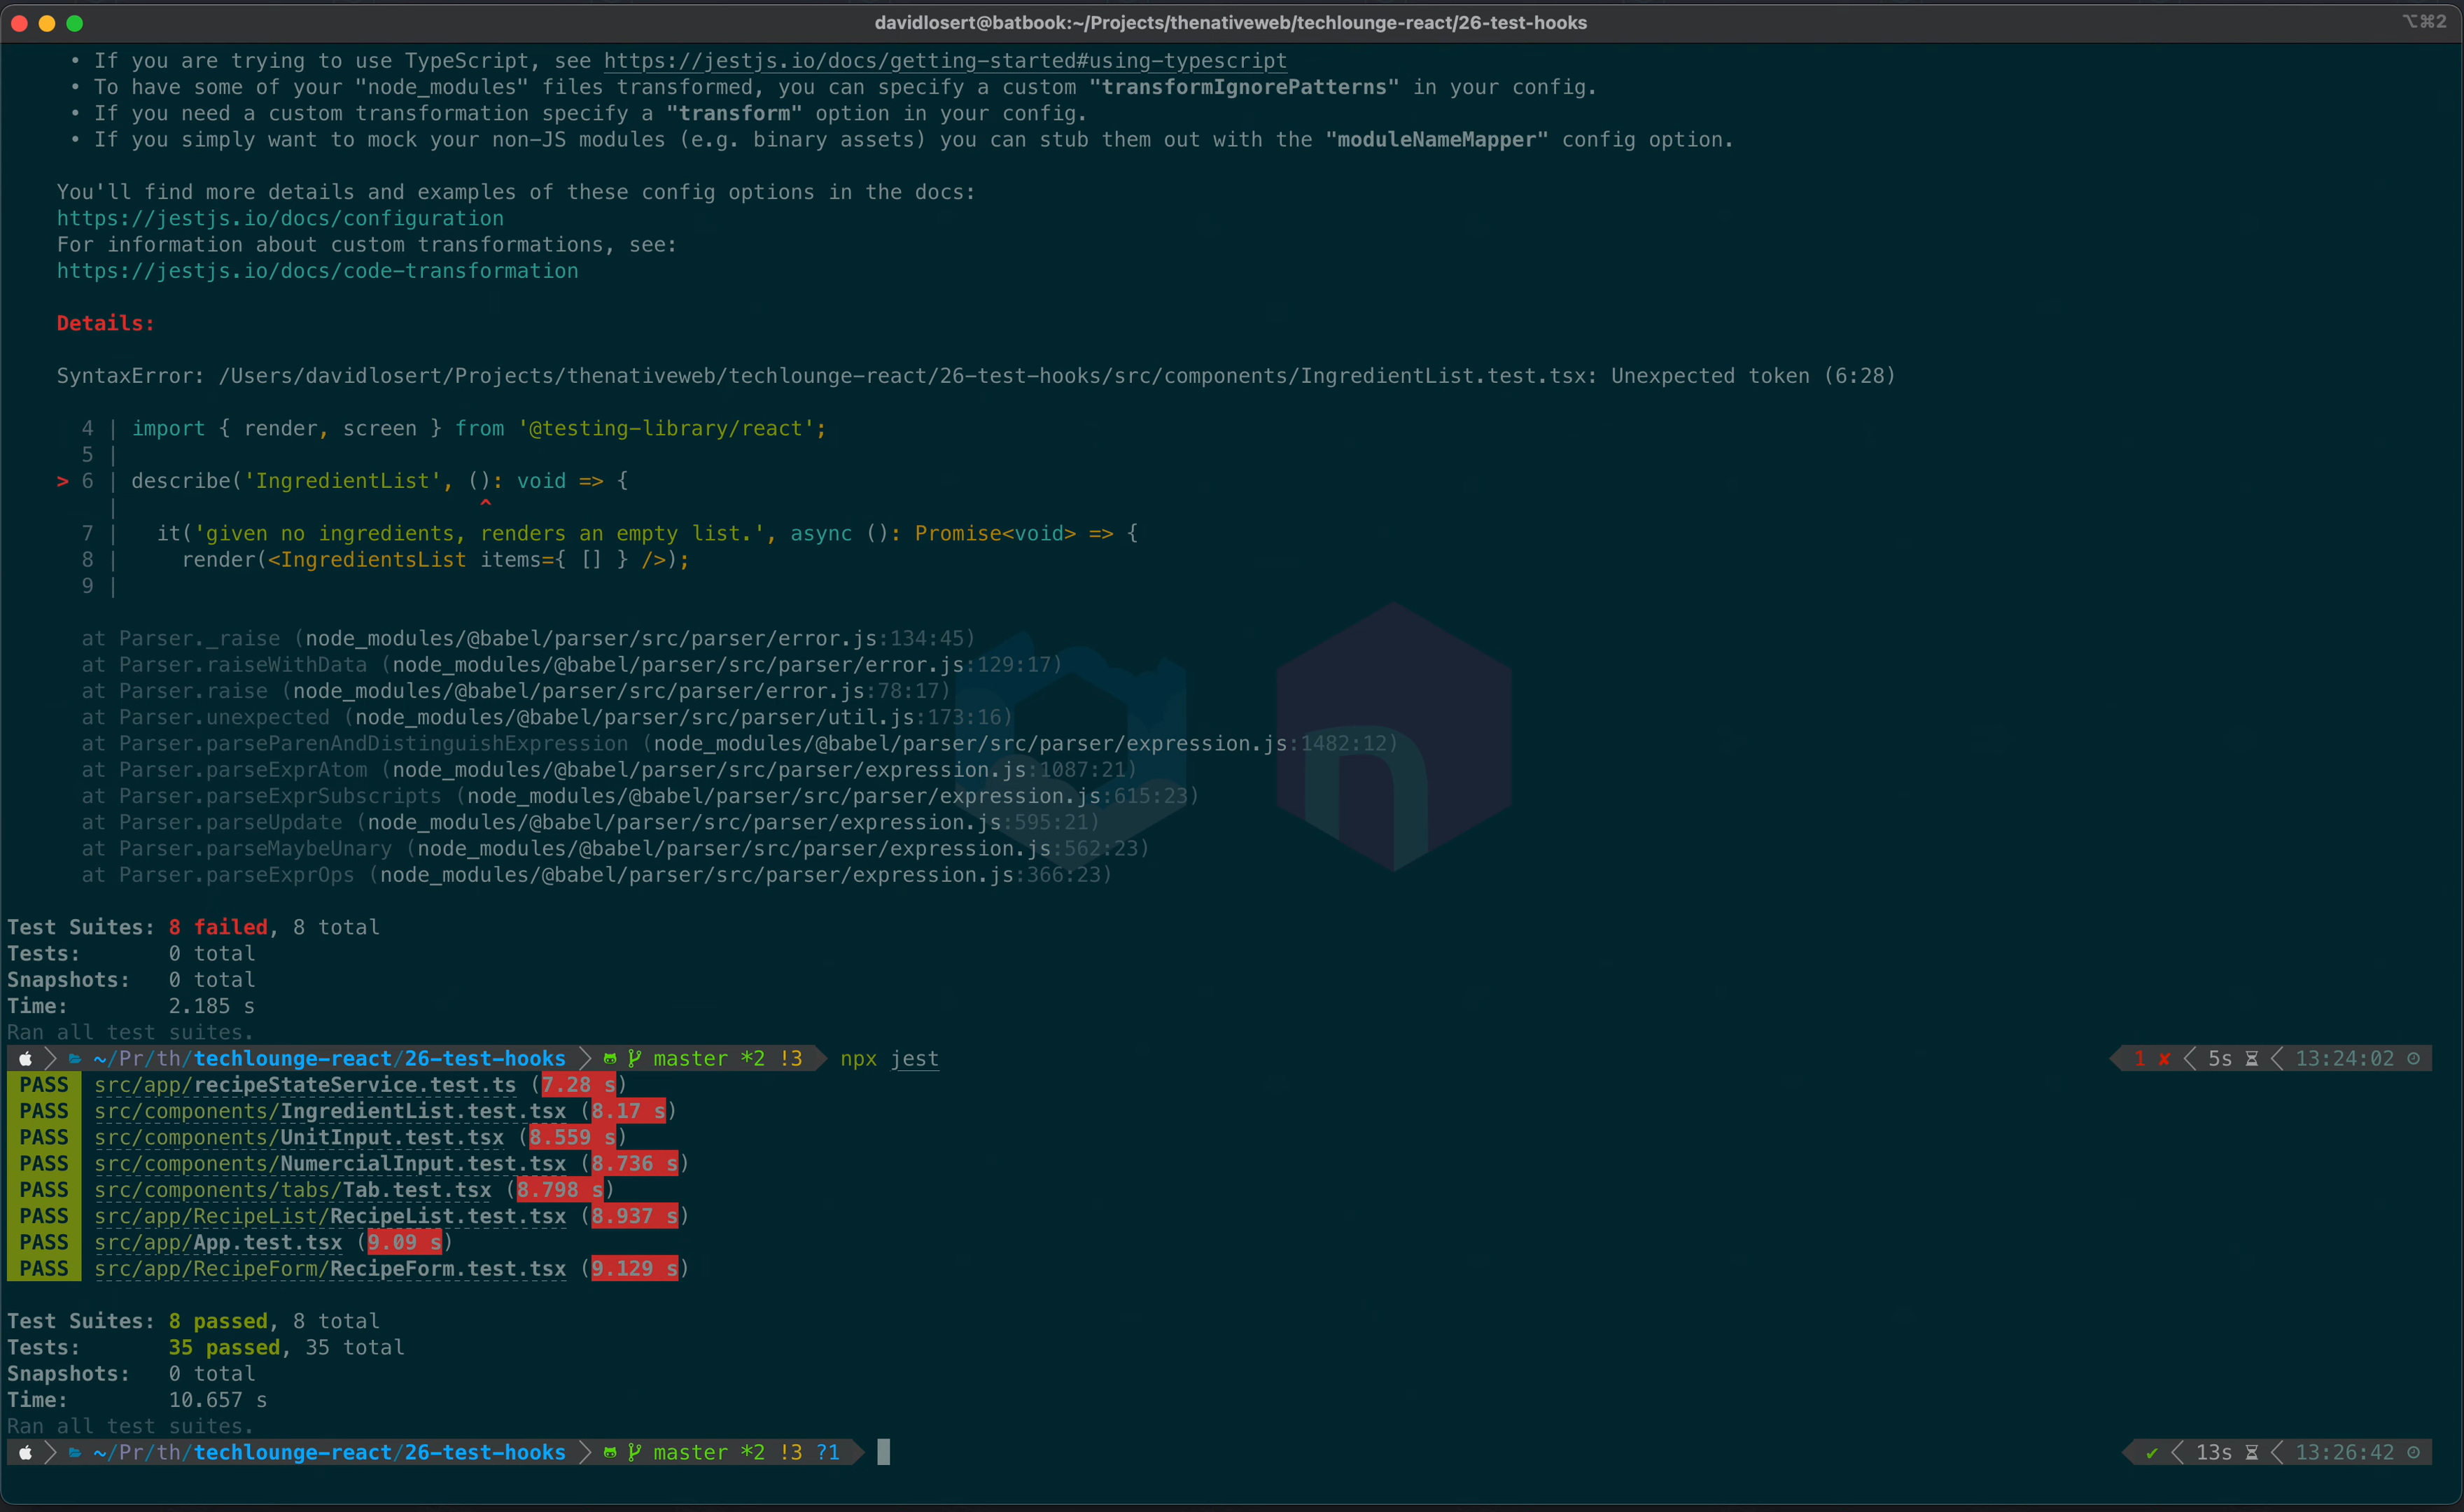 davidlosert@batbook:~/Projects/thenativeweb/techlounge-react/26-test-hooks
⌥⌘2
• If you are trying to use TypeScript, see https://jestjs.io/docs/getting-started#using-typescript
• To have some of your "node_modules" files transformed, you can specify a custom "transformIgnorePatterns" in your config.
• If you need a custom transformation specify a "transform" option in your config.
• If you simply want to mock your non-JS modules (e.g. binary assets) you can stub them out with the "moduleNameMapper" config option.
You'll find more details and examples of these config options in the docs:
https://jestjs.io/docs/configuration
For information about custom transformations, see:
https://jestjs.io/docs/code-transformation
Details:
SyntaxError: /Users/davidlosert/Projects/thenativeweb/techlounge-react/26-test-hooks/src/components/IngredientList.test.tsx: Unexpected token (6:28)
4 | import { render, screen } from '@testing-library/react';
5 |
> 6 | describe('IngredientList', (): void => {
| ^
7 | it('given no ingredients, renders an empty list.', async (): Promise<void> => {
8 | render(<IngredientsList items={ [] } />);
9 |
at Parser._raise (node_modules/@babel/parser/src/parser/error.js:134:45)
at Parser.raiseWithData (node_modules/@babel/parser/src/parser/error.js:129:17)
at Parser.raise (node_modules/@babel/parser/src/parser/error.js:78:17)
at Parser.unexpected (node_modules/@babel/parser/src/parser/util.js:173:16)
at Parser.parseParenAndDistinguishExpression (node_modules/@babel/parser/src/parser/expression.js:1482:12)
at Parser.parseExprAtom (node_modules/@babel/parser/src/parser/expression.js:1087:21)
at Parser.parseExprSubscripts (node_modules/@babel/parser/src/parser/expression.js:615:23)
at Parser.parseUpdate (node_modules/@babel/parser/src/parser/expression.js:595:21)
at Parser.parseMaybeUnary (node_modules/@babel/parser/src/parser/expression.js:562:23)
at Parser.parseExprOps (node_modules/@babel/parser/src/parser/expression.js:366:23)
Test Suites: 8 failed, 8 total
Tests: 0 total
Snapshots: 0 total
Time: 2.185 s
Ran all test suites.
~/Pr/th/techlounge-react/26-test-hooks master *2 !3 npx jest 1 ✘ 5s 13:24:02
PASS src/app/recipeStateService.test.ts (7.28 s)
PASS src/components/IngredientList.test.tsx (8.17 s)
PASS src/components/UnitInput.test.tsx (8.559 s)
PASS src/components/NumercialInput.test.tsx (8.736 s)
PASS src/components/tabs/Tab.test.tsx (8.798 s)
PASS src/app/RecipeList/RecipeList.test.tsx (8.937 s)
PASS src/app/App.test.tsx (9.09 s)
PASS src/app/RecipeForm/RecipeForm.test.tsx (9.129 s)
Test Suites: 8 passed, 8 total
Tests: 35 passed, 35 total
Snapshots: 0 total
Time: 10.657 s
Ran all test suites.
~/Pr/th/techlounge-react/26-test-hooks master *2 !3 ?1 ✔ 13s 13:26:42